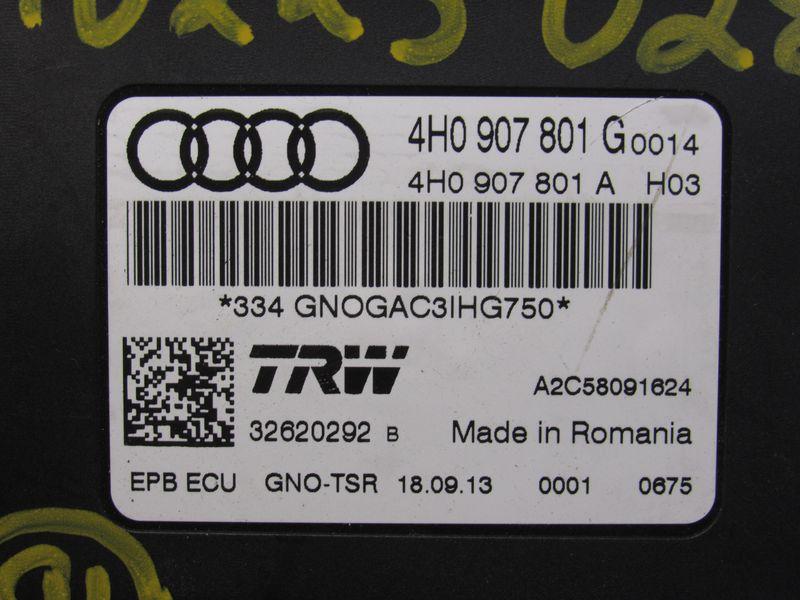 4H0 907 801 G 0014
4H0 907 801 A H03
*334 GNOGAC3IHG750*
TRW
A2C58091624
32620292 B Made in Romania
EPB ECU GNO-TSR 18.09.13 0001 0675